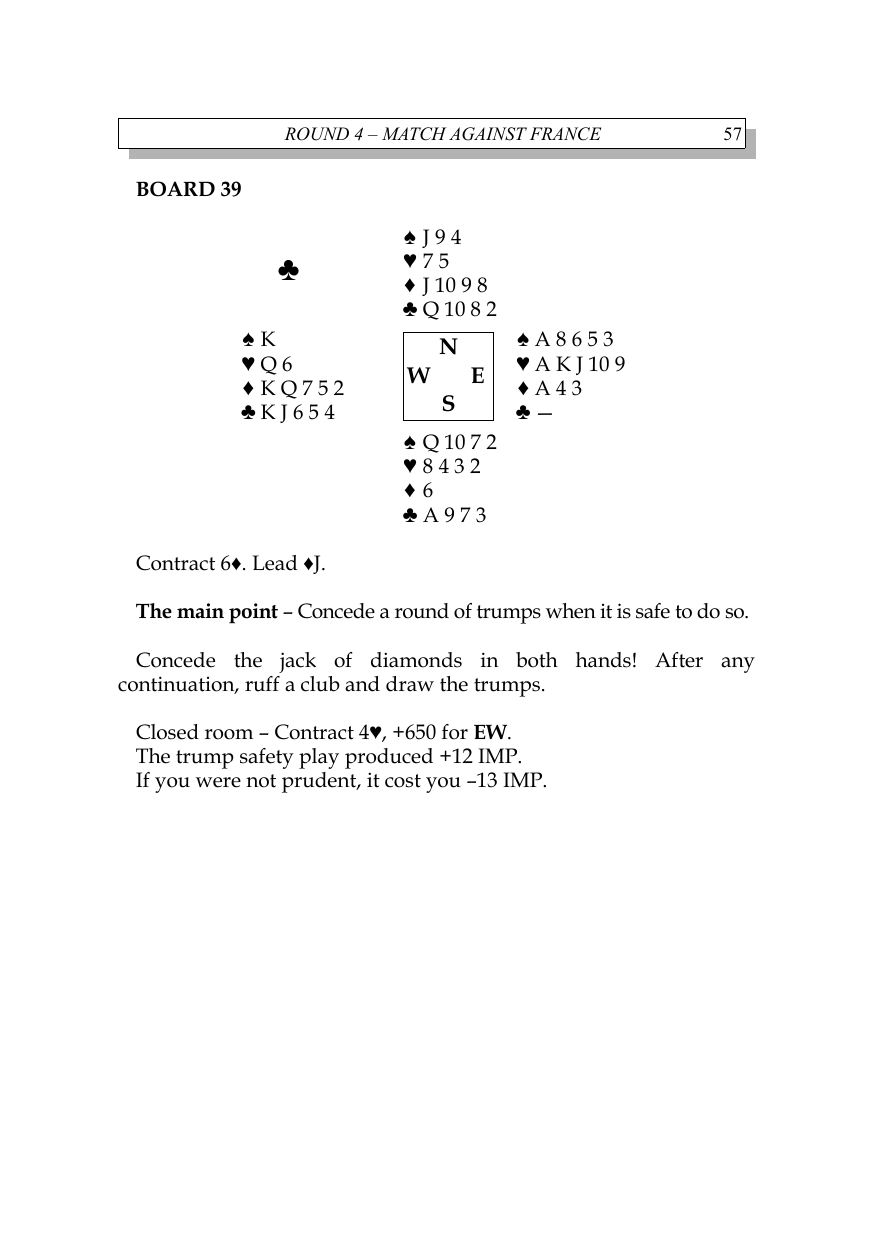 ROUND 4 – MATCH AGAINST FRANCE 57
BOARD 39
♠ J 9 4
♣
♥ 7 5
♦ J 10 9 8
♣ Q 10 8 2
♠ K
♥ Q 6
♦ K Q 7 5 2
♣ K J 6 5 4
N
W E
S
♠ A 8 6 5 3
♥ A K J 10 9
♦ A 4 3
♣ —
♠ Q 10 7 2
♥ 8 4 3 2
♦ 6
♣ A 9 7 3
Contract 6♦. Lead ♦J.
The main point – Concede a round of trumps when it is safe to do so.
Concede the jack of diamonds in both hands! After any
continuation, ruff a club and draw the trumps.
Closed room – Contract 4♥, +650 for EW.
The trump safety play produced +12 IMP.
If you were not prudent, it cost you –13 IMP.